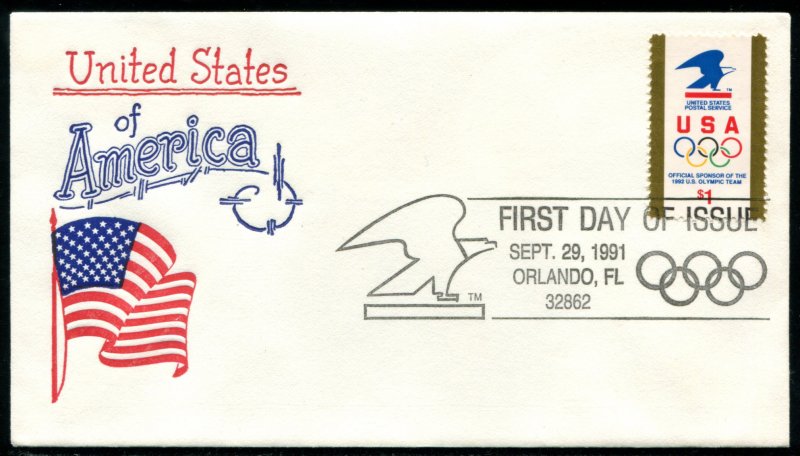 United States
of
America
UNITED STATES
POSTAL SERVICE
USA
OFFICIAL SPONSOR OF THE
1992 U.S. OLYMPIC TEAM
$1
FIRST DAY OF ISSUE
SEPT. 29, 1991
ORLANDO, FL
32862
TM